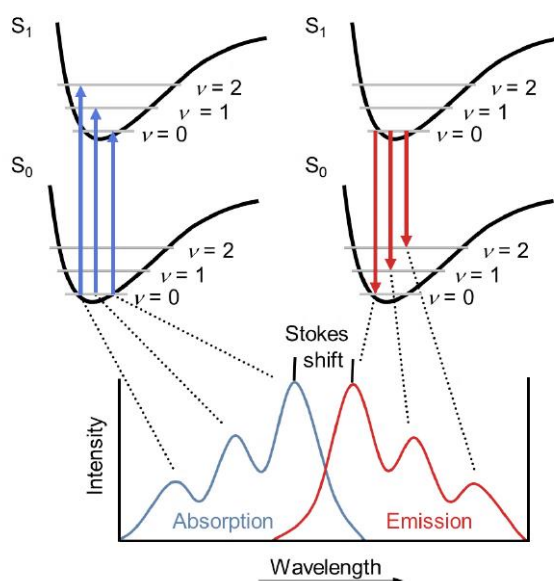 S1
ν = 2
ν = 1
ν = 0
S0
ν = 2
ν = 1
ν = 0
S1
ν = 2
ν = 1
ν = 0
S0
ν = 2
ν = 1
ν = 0
Stokes
shift
Intensity
Absorption
Emission
Wavelength